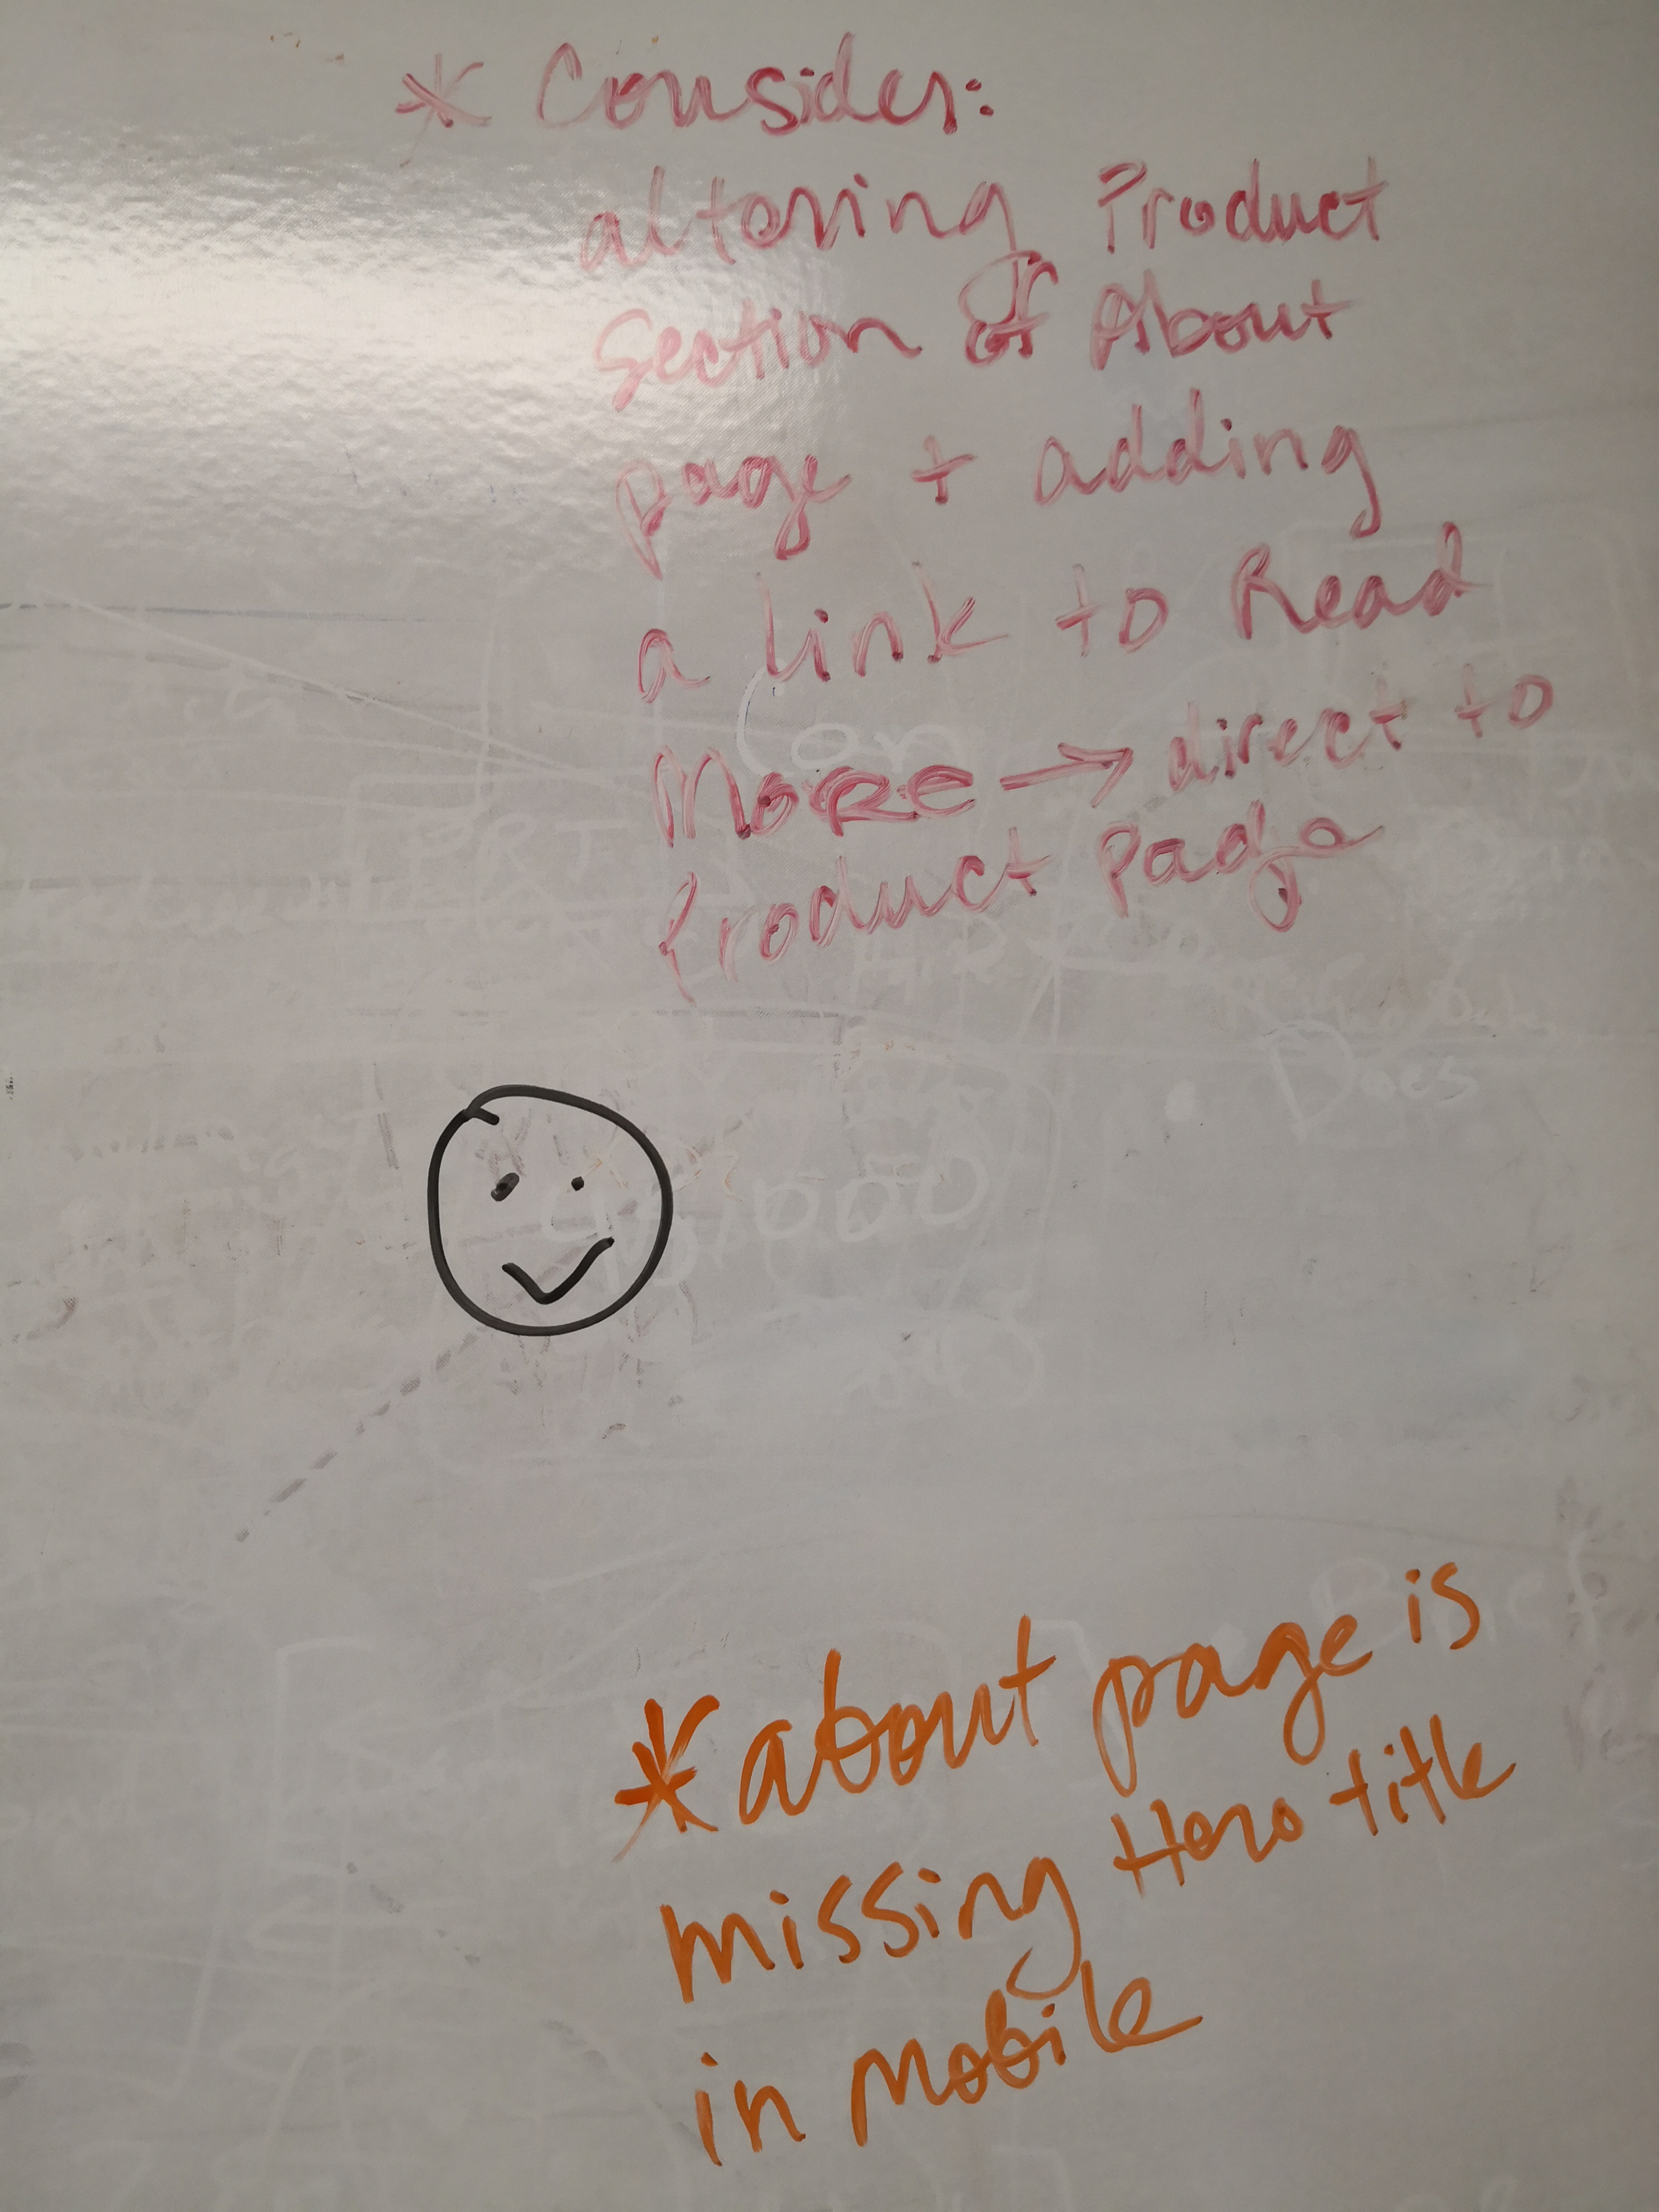 * Consider:
altering Product
Section of About
page + adding
a link to Read
MORE → direct to
Product Page
Docs
*about page is
missing Hero title
in Mobile